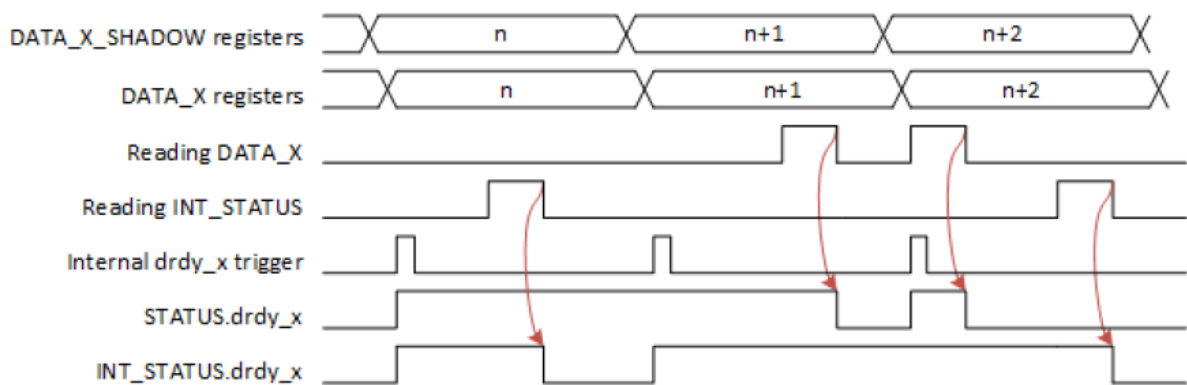 DATA_X_SHADOW registers n n+1 n+2
DATA_X registers n n+1 n+2
Reading DATA_X
Reading INT_STATUS
Internal drdy_x trigger
STATUS.drdy_x
INT_STATUS.drdy_x